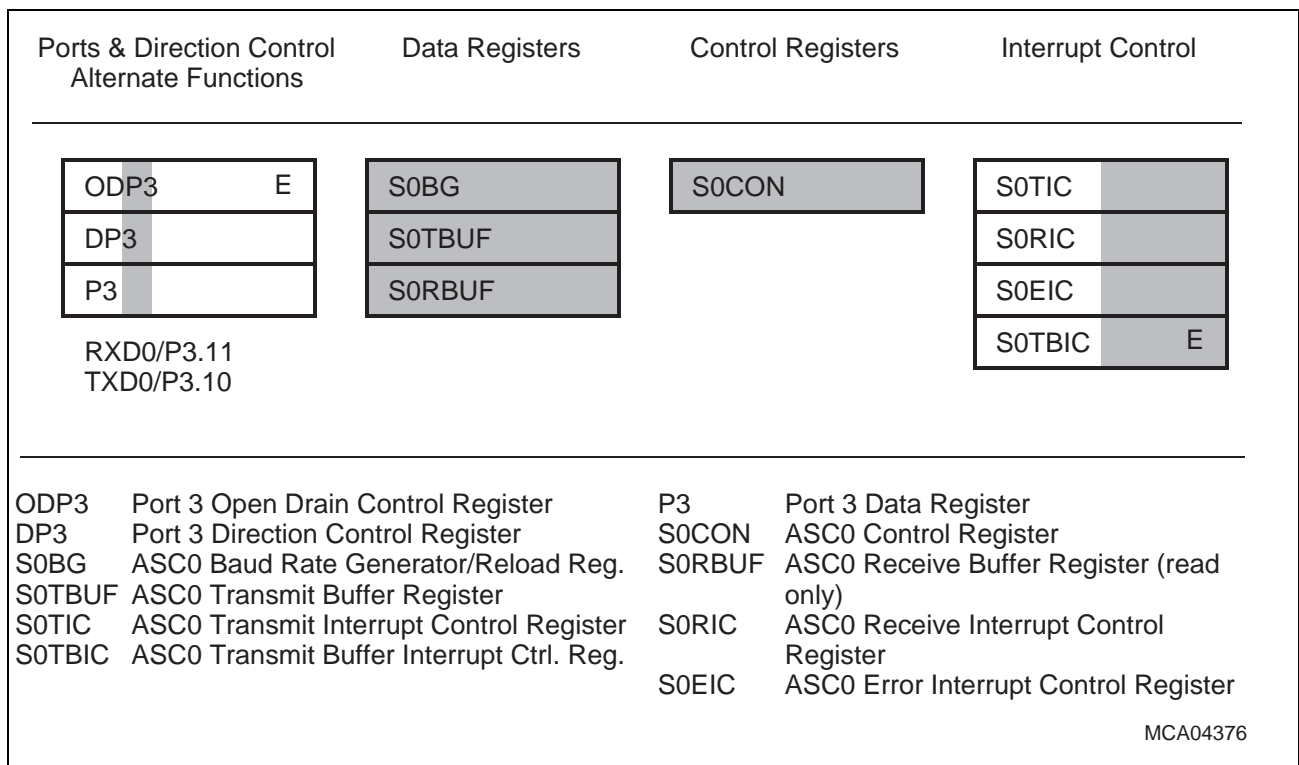 Ports & Direction Control
Alternate Functions
Data Registers
Control Registers
Interrupt Control
ODP3 E
DP3
P3
RXD0/P3.11
TXD0/P3.10
S0BG
S0TBUF
S0RBUF
S0CON
S0TIC
S0RIC
S0EIC
S0TBIC E
ODP3 Port 3 Open Drain Control Register
DP3 Port 3 Direction Control Register
S0BG ASC0 Baud Rate Generator/Reload Reg.
S0TBUF ASC0 Transmit Buffer Register
S0TIC ASC0 Transmit Interrupt Control Register
S0TBIC ASC0 Transmit Buffer Interrupt Ctrl. Reg.
P3 Port 3 Data Register
S0CON ASC0 Control Register
S0RBUF ASC0 Receive Buffer Register (read
only)
S0RIC ASC0 Receive Interrupt Control
Register
S0EIC ASC0 Error Interrupt Control Register
MCA04376